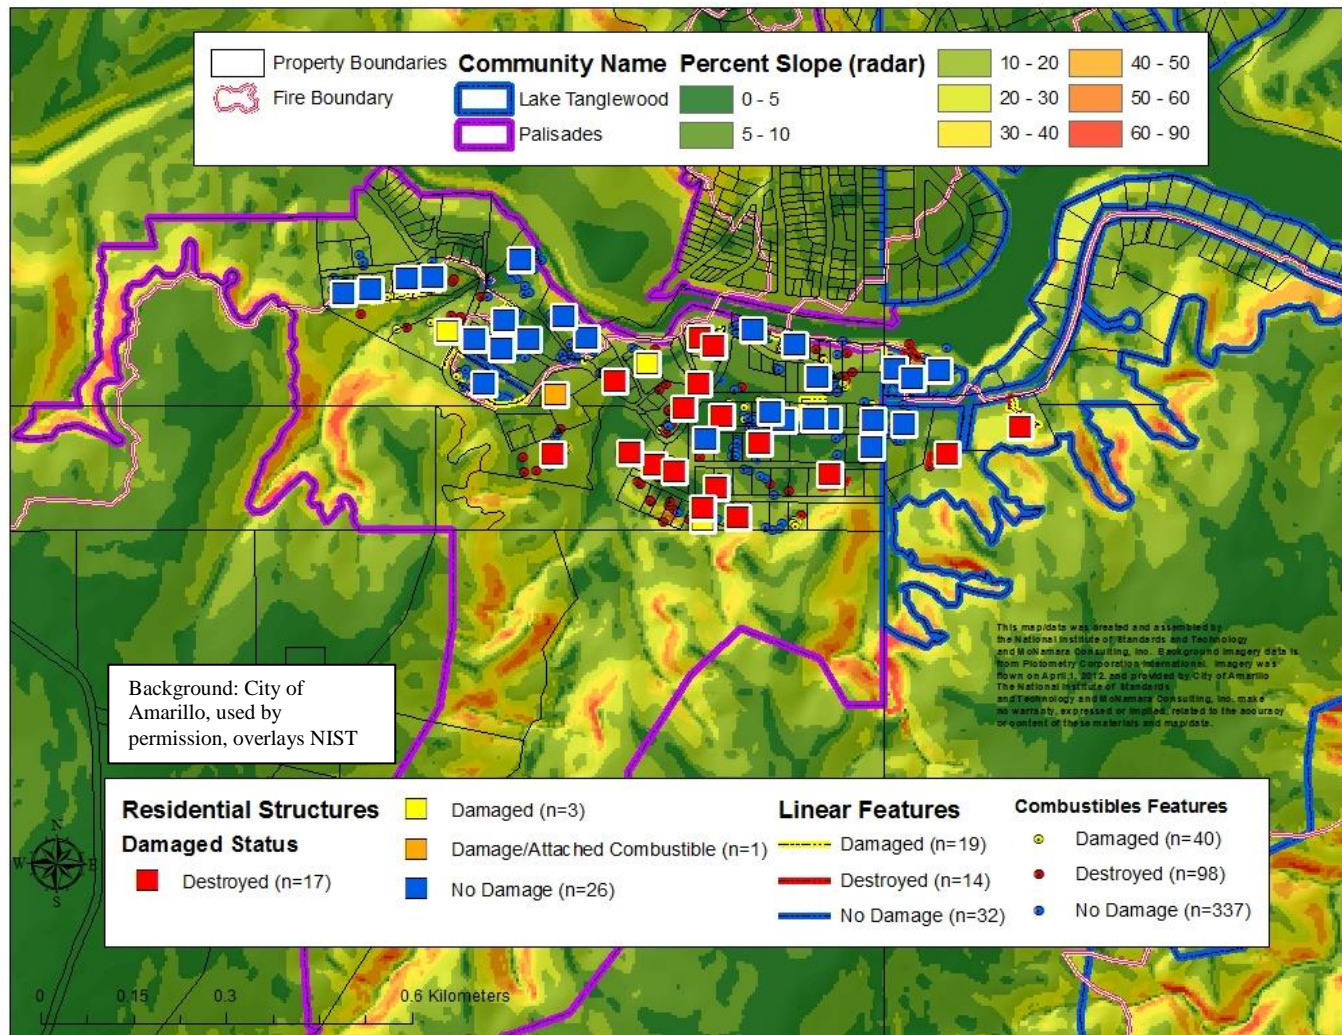 Property Boundaries
Fire Boundary
Community Name
Lake Tanglewood
Palisades
Percent Slope (radar)
0 - 5
5 - 10
10 - 20
20 - 30
30 - 40
40 - 50
50 - 60
60 - 90
This map/data was created and assembled by
the National Institute of Standards and Technology
and McNamara Consulting, Inc. Background imagery data is
from Pictometry Corporation International. Imagery was
flown on April 1, 2012, and provided by City of Amarillo
The National Institute of Standards
and Technology and McNamara Consulting, Inc. make
no warranty, expressed or implied, related to the accuracy
or content of these materials and map/data.
Background: City of
Amarillo, used by
permission, overlays NIST
Residential Structures
Damaged Status
Destroyed (n=17)
Damaged (n=3)
Damage/Attached Combustible (n=1)
No Damage (n=26)
Linear Features
Damaged (n=19)
Destroyed (n=14)
No Damage (n=32)
Combustibles Features
Damaged (n=40)
Destroyed (n=98)
No Damage (n=337)
N
W E
S
0 0.15 0.3 0.6 Kilometers